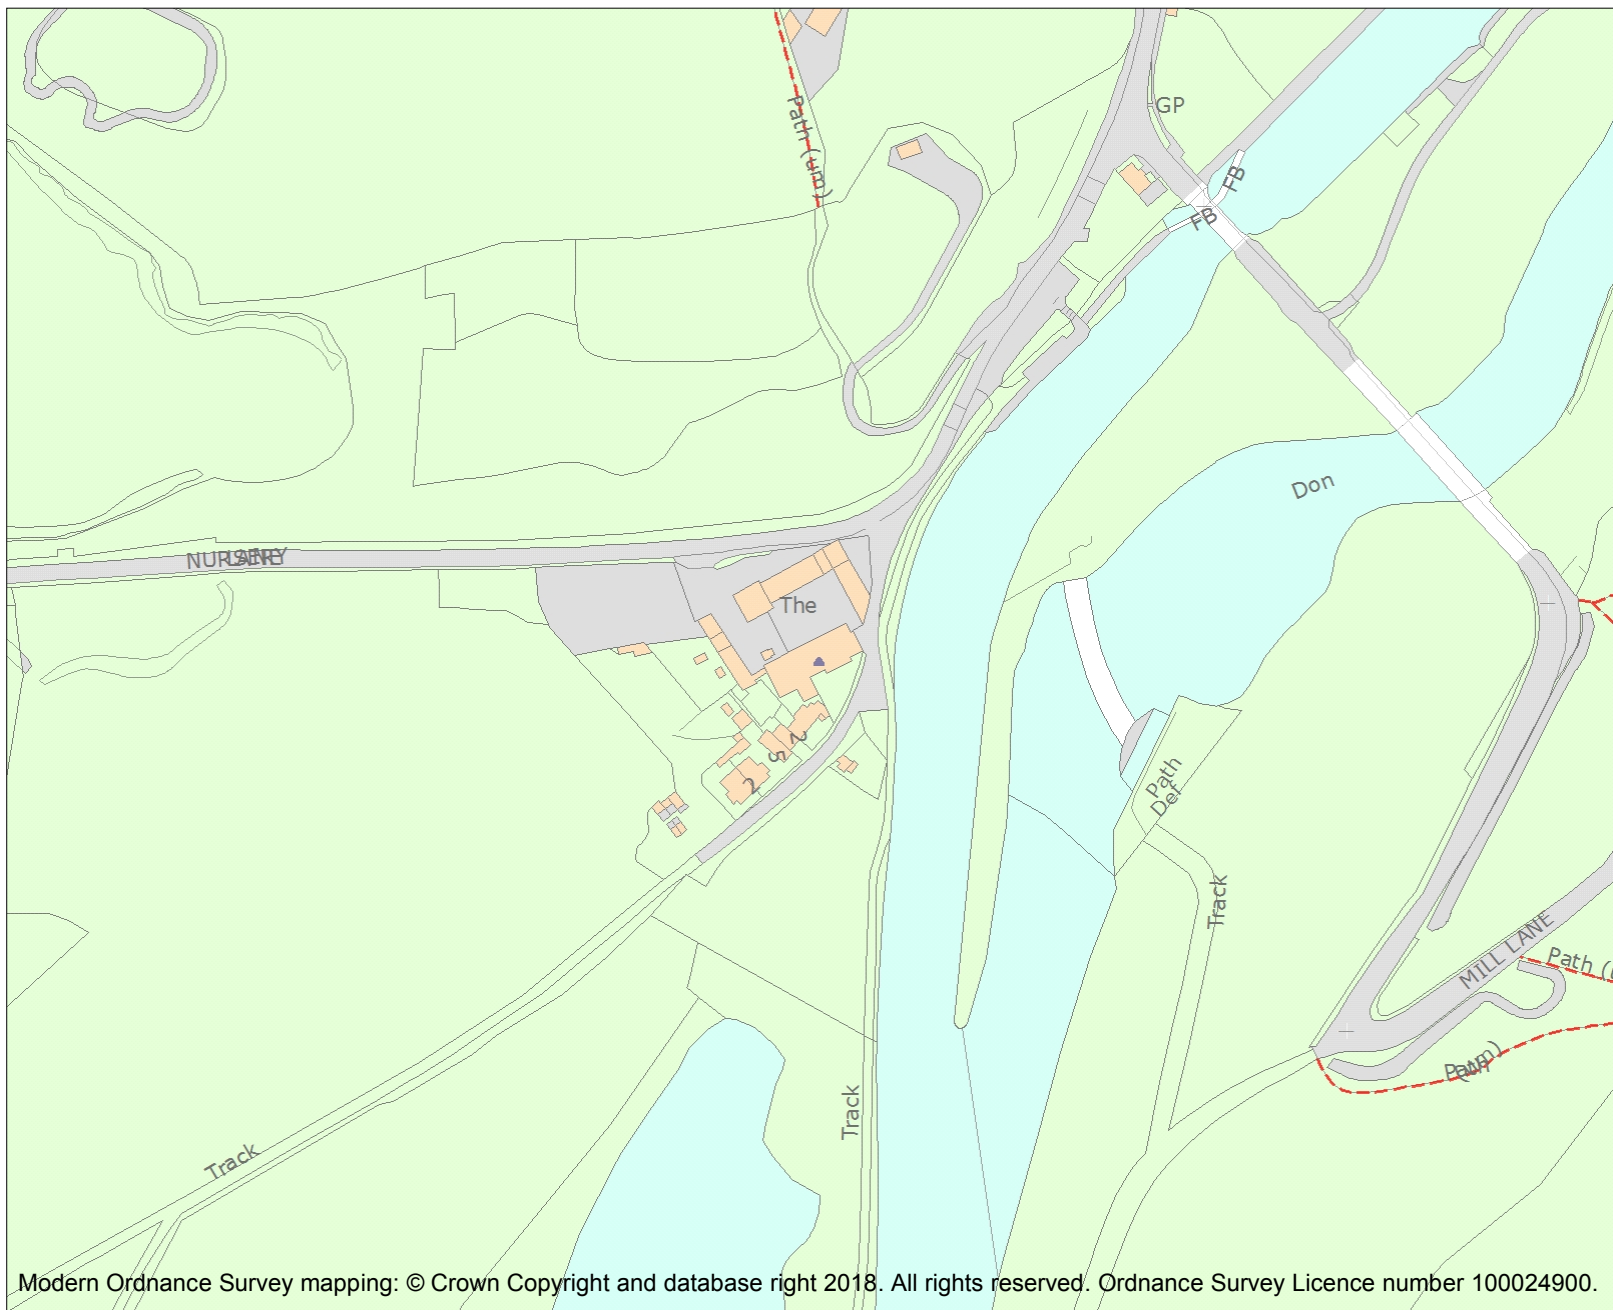 Path (um)
GP
FB
FB
Don
NURSERY
LANE
The
2
5
2
Path
Def
Track
MILL LANE
Path
Path
(um)
Track
Track
Modern Ordnance Survey mapping: © Crown Copyright and database right 2018. All rights reserved. Ordnance Survey Licence number 100024900.